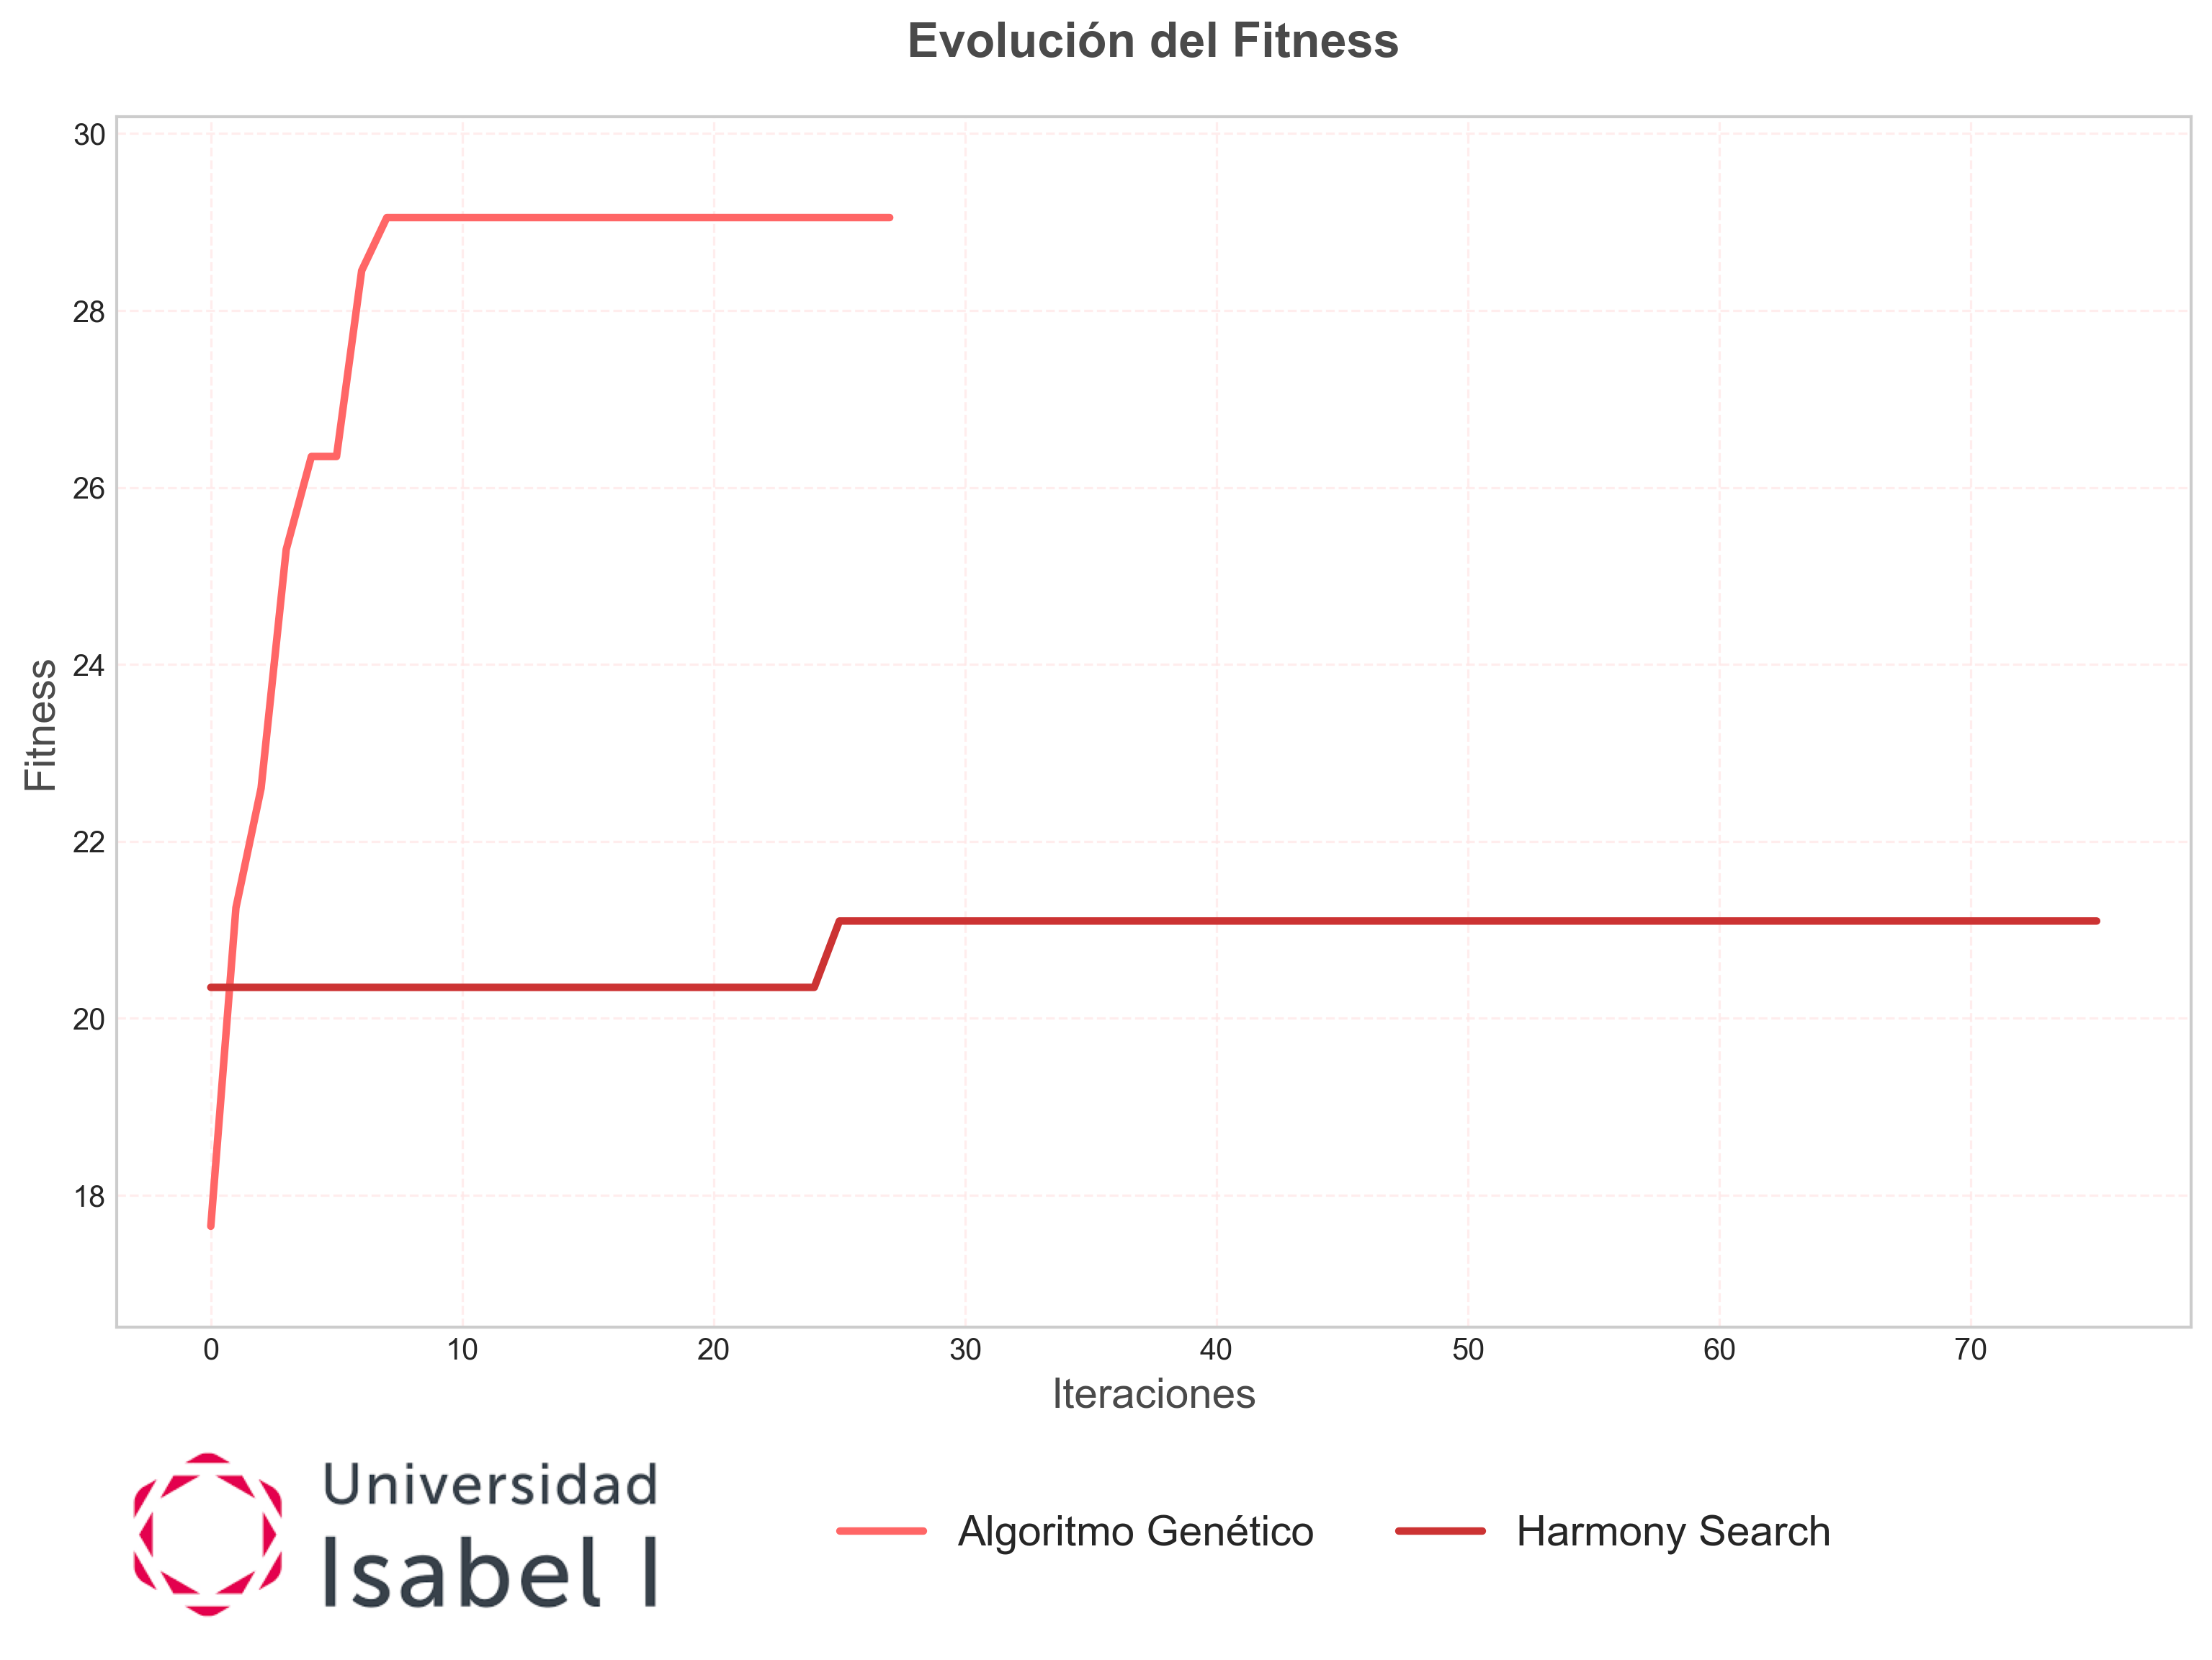 Evolución del Fitness
30
28
26
24
22
20
18
Fitness
0 10 20 30 40 50 60 70
Iteraciones
Universidad
Isabel I
Algoritmo Genético Harmony Search